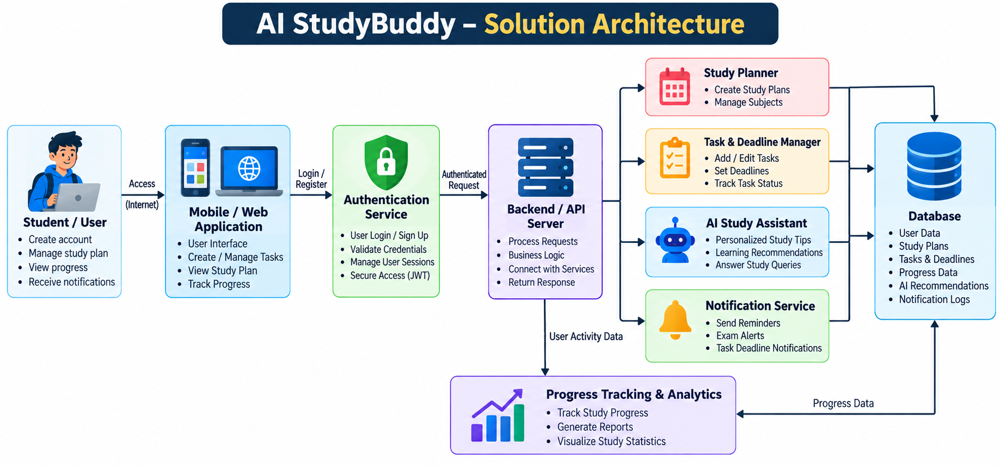 AI StudyBuddy – Solution Architecture
Student / User
• Create account
• Manage study plan
• View progress
• Receive notifications
Access
(Internet)
Mobile / Web
Application
• User Interface
• Create / Manage Tasks
• View Study Plan
• Track Progress
Login /
Register
Authentication
Service
• User Login / Sign Up
• Validate Credentials
• Manage User Sessions
• Secure Access (JWT)
Authenticated
Request
Backend / API
Server
• Process Requests
• Business Logic
• Connect with Services
• Return Response
Study Planner
• Create Study Plans
• Manage Subjects
Task & Deadline Manager
• Add / Edit Tasks
• Set Deadlines
• Track Task Status
AI Study Assistant
• Personalized Study Tips
• Learning Recommendations
• Answer Study Queries
Notification Service
• Send Reminders
• Exam Alerts
• Task Deadline Notifications
Database
• User Data
• Study Plans
• Tasks & Deadlines
• Progress Data
• AI Recommendations
• Notification Logs
User Activity Data
Progress Tracking & Analytics
• Track Study Progress
• Generate Reports
• Visualize Study Statistics
Progress Data